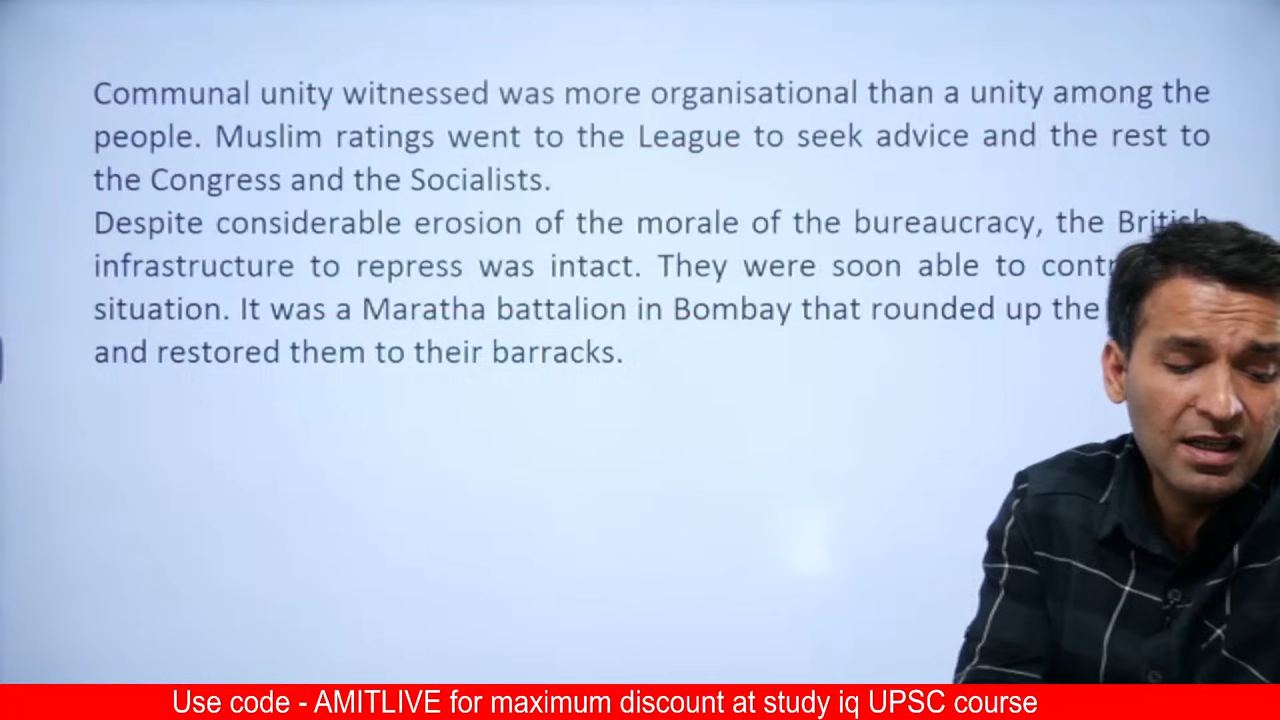 Communal unity witnessed was more organisational than a unity among the
people. Muslim ratings went to the League to seek advice and the rest to
the Congress and the Socialists.
Despite considerable erosion of the morale of the bureaucracy, the British
infrastructure to repress was intact. They were soon able to
situation. It was a Maratha battalion in Bombay that rounded up the
and restored them to their barracks.
Use code - AMITLIVE for maximum discount at study iq UPSC course